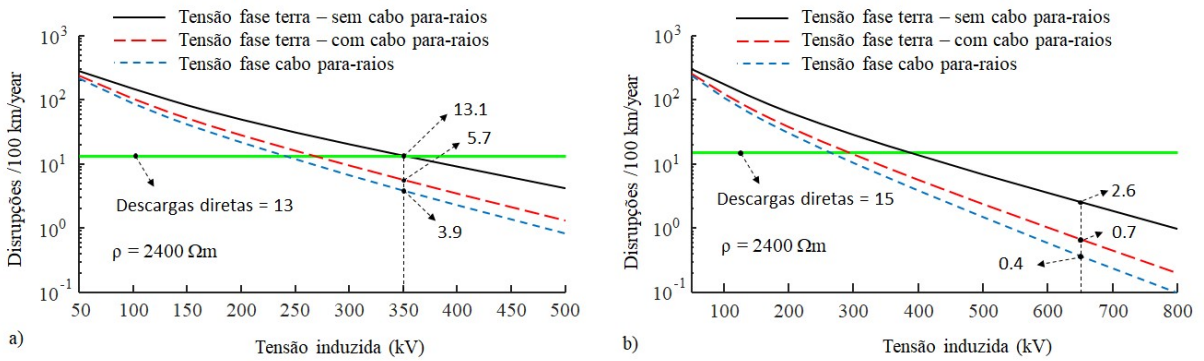 a)
Tensão fase terra – sem cabo para-raios
Tensão fase terra – com cabo para-raios
Tensão fase cabo para-raios
Disrupções /100 km/year
10³
10²
10¹
10⁰
10⁻¹
13.1
5.7
3.9
Descargas diretas = 13
ρ = 2400 Ωm
50 100 150 200 250 300 350 400 450 500
Tensão induzida (kV)
b)
Tensão fase terra – sem cabo para-raios
Tensão fase terra – com cabo para-raios
Tensão fase cabo para-raios
Disrupções /100 km/year
10³
10²
10¹
10⁰
10⁻¹
Descargas diretas = 15
2.6
0.7
0.4
ρ = 2400 Ωm
100 200 300 400 500 600 700 800
Tensão induzida (kV)